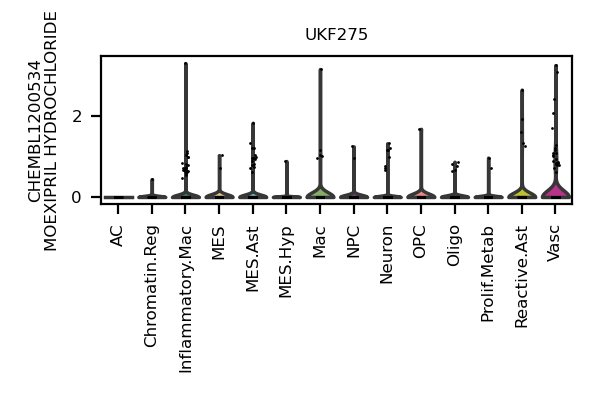 UKF275
CHEMBL1200534
MOEXIPRIL HYDROCHLORIDE
2
0
AC
Chromatin.Reg
Inflammatory.Mac
MES
MES.Ast
MES.Hyp
Mac
NPC
Neuron
OPC
Oligo
Prolif.Metab
Reactive.Ast
Vasc